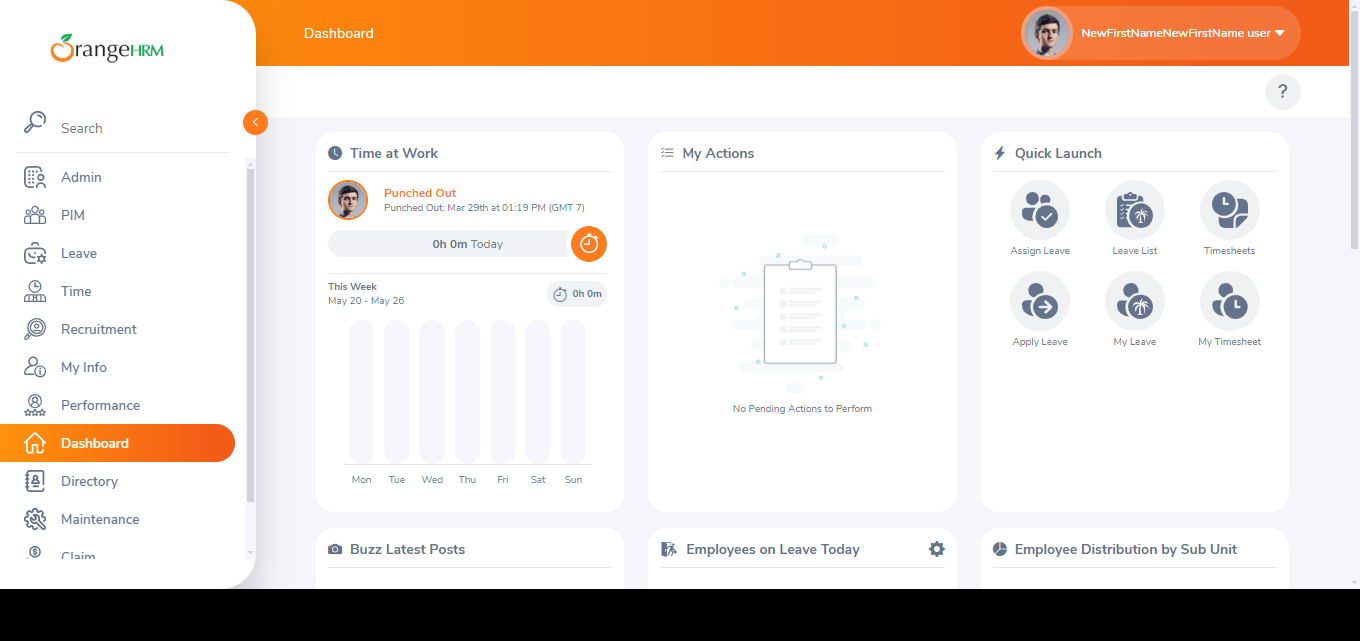 OrangeHRM
Dashboard
NewFirstNameNewFirstName user
?
Search
Admin
PIM
Leave
Time
Recruitment
My Info
Performance
Dashboard
Directory
Maintenance
Claim
Time at Work
Punched Out
Punched Out: Mar 29th at 01:19 PM (GMT 7)
0h 0m Today
This Week
May 20 - May 26
0h 0m
Mon Tue Wed Thu Fri Sat Sun
My Actions
No Pending Actions to Perform
Quick Launch
Assign Leave Leave List Timesheets
Apply Leave My Leave My Timesheet
Buzz Latest Posts
Employees on Leave Today
Employee Distribution by Sub Unit